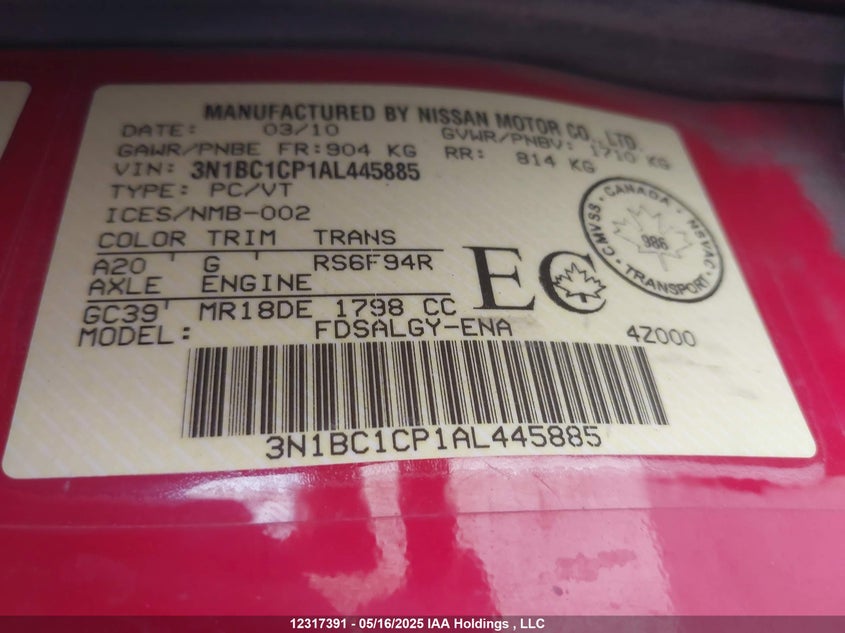 MANUFACTURED BY NISSAN MOTOR CO., LTD.
DATE: 03/10 GVWR/PNBV: 1710 KG
GAWR/PNBE FR: 904 KG RR: 814 KG
VIN: 3N1BC1CP1AL445885
TYPE: PC/VT
ICES/NMB-002
COLOR TRIM TRANS
A20 ' G ' RS6F94R
AXLE ENGINE
GC39 ' MR18DE 1798 CC
MODEL: FDSALGY-ENA 4Z000
EC
CANADA
CMVSS NSVAC
986
TRANSPORT
3N1BC1CP1AL445885
12317391 - 05/16/2025 IAA Holdings , LLC